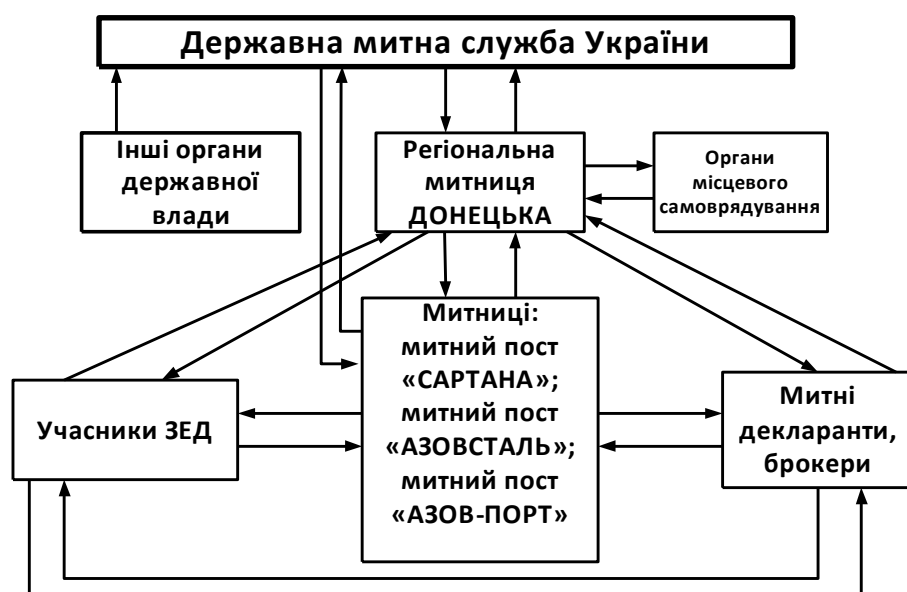 Державна митна служба України
Інші органи
державної
влади
Регіональна
митниця
ДОНЕЦЬКА
Органи
місцевого
самоврядування
Митниці:
митний пост
«САРТАНА»;
митний пост
«АЗОВСТАЛЬ»;
митний пост
«АЗОВ-ПОРТ»
Учасники ЗЕД
Митні
декларанти,
брокери